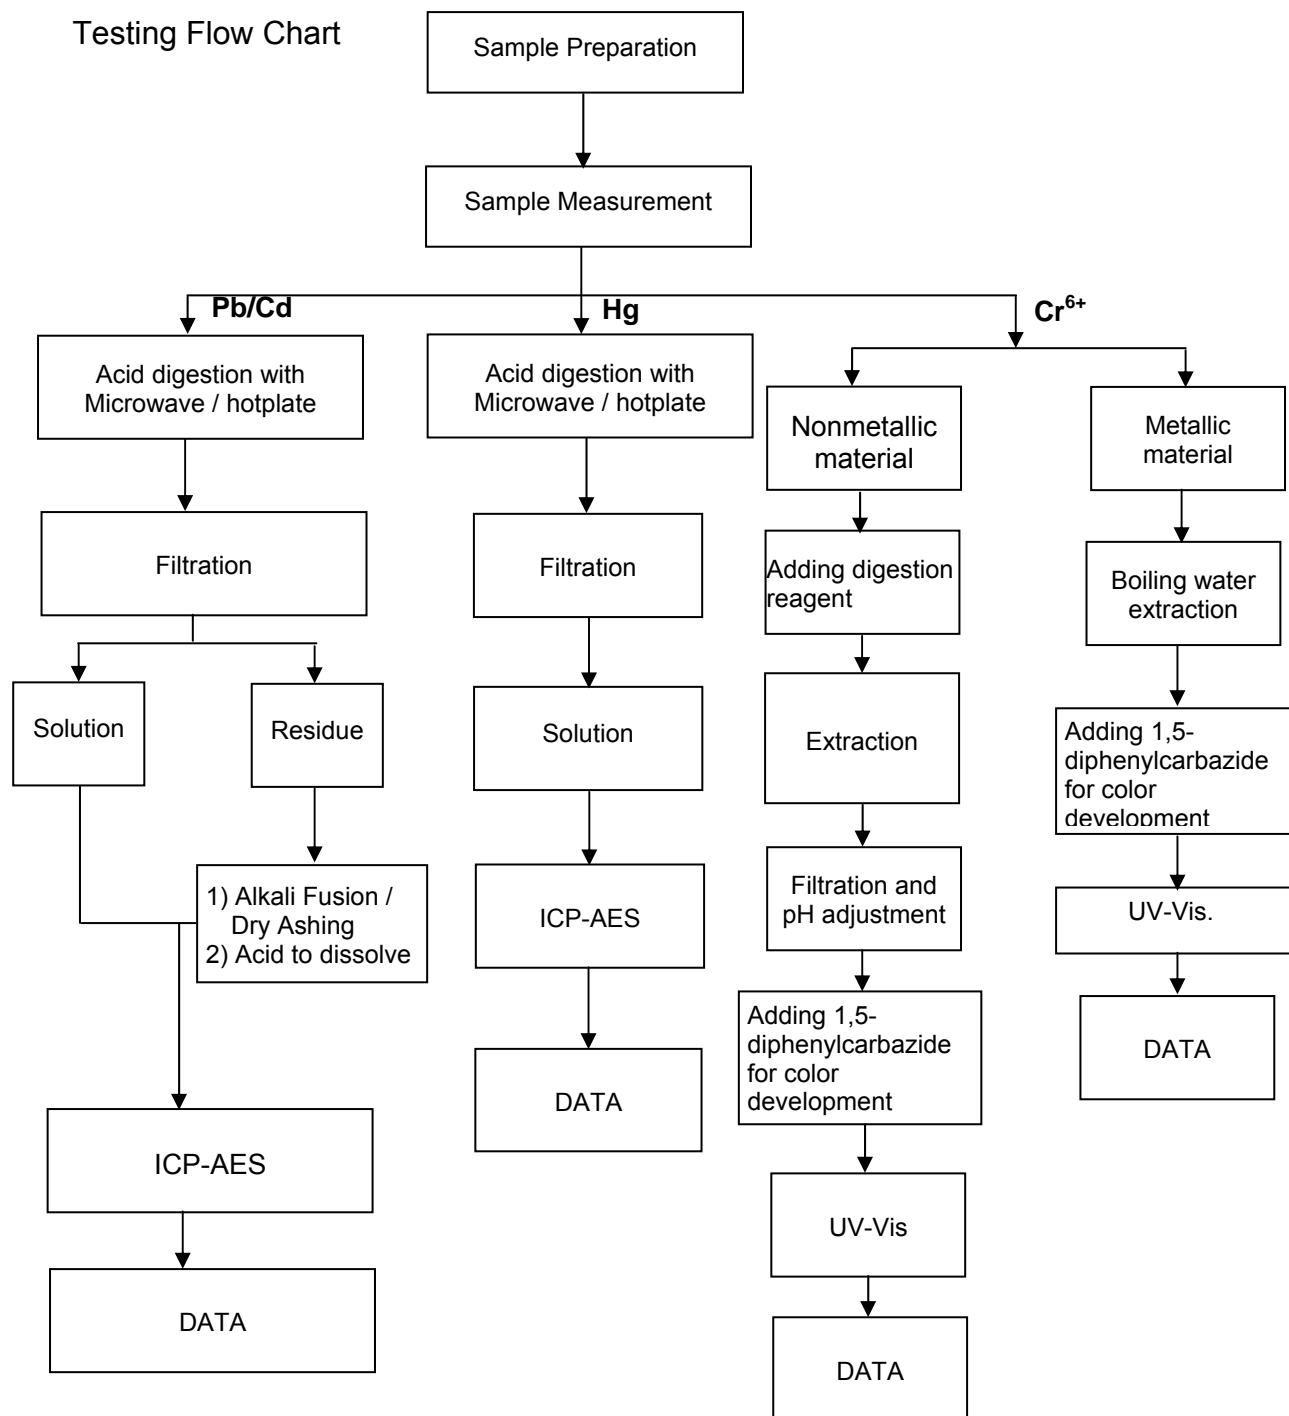 Testing Flow Chart
Sample Preparation
Sample Measurement
Pb/Cd
Hg
Cr6+
Acid digestion with
Microwave / hotplate
Acid digestion with
Microwave / hotplate
Nonmetallic
material
Metallic
material
Filtration
Filtration
Adding digestion
reagent
Boiling water
extraction
Solution
Residue
Solution
Extraction
Adding 1,5-
diphenylcarbazide
for color
development
1) Alkali Fusion /
Dry Ashing
2) Acid to dissolve
ICP-AES
Filtration and
pH adjustment
UV-Vis.
Adding 1,5-
diphenylcarbazide
for color
development
DATA
DATA
ICP-AES
UV-Vis
DATA
DATA